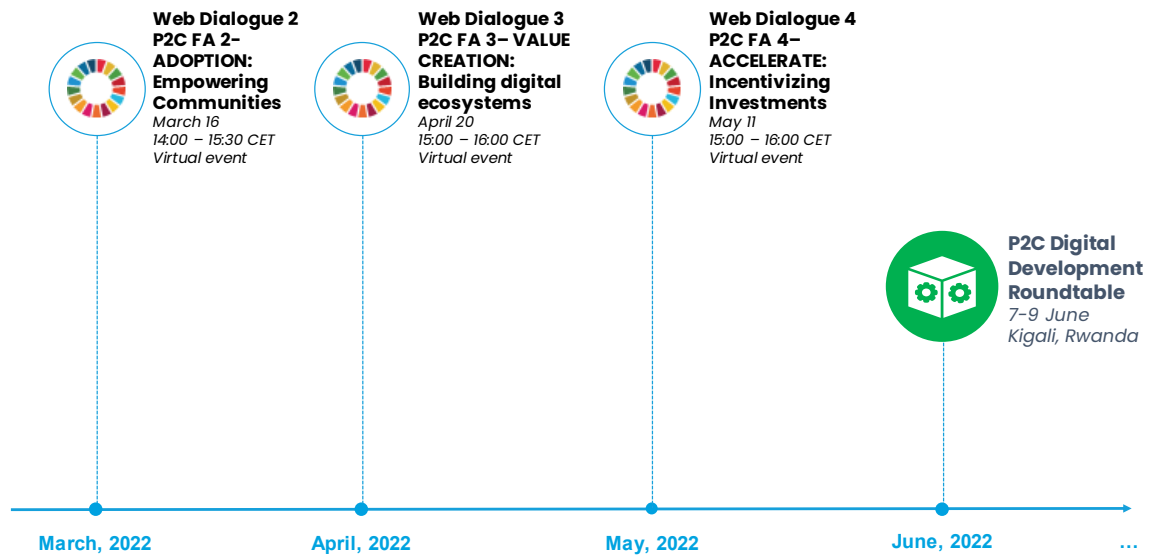 Web Dialogue 2
P2C FA 2-
ADOPTION:
Empowering
Communities
March 16
14:00 – 15:30 CET
Virtual event
Web Dialogue 3
P2C FA 3– VALUE
CREATION:
Building digital
ecosystems
April 20
15:00 – 16:00 CET
Virtual event
Web Dialogue 4
P2C FA 4–
ACCELERATE:
Incentivizing
Investments
May 11
15:00 – 16:00 CET
Virtual event
P2C Digital
Development
Roundtable
7-9 June
Kigali, Rwanda
March, 2022
April, 2022
May, 2022
June, 2022
...